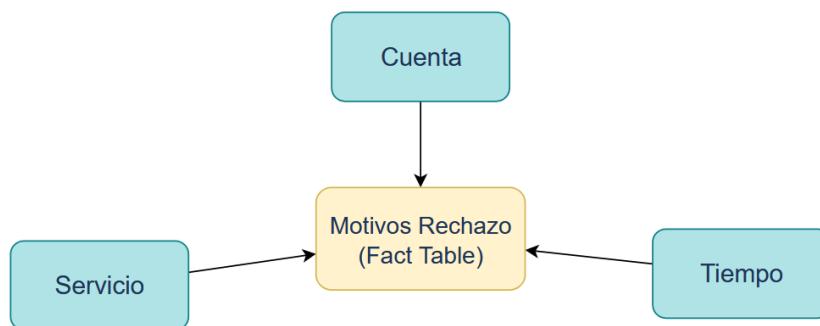 Cuenta
Motivos Rechazo
(Fact Table)
Servicio
Tiempo